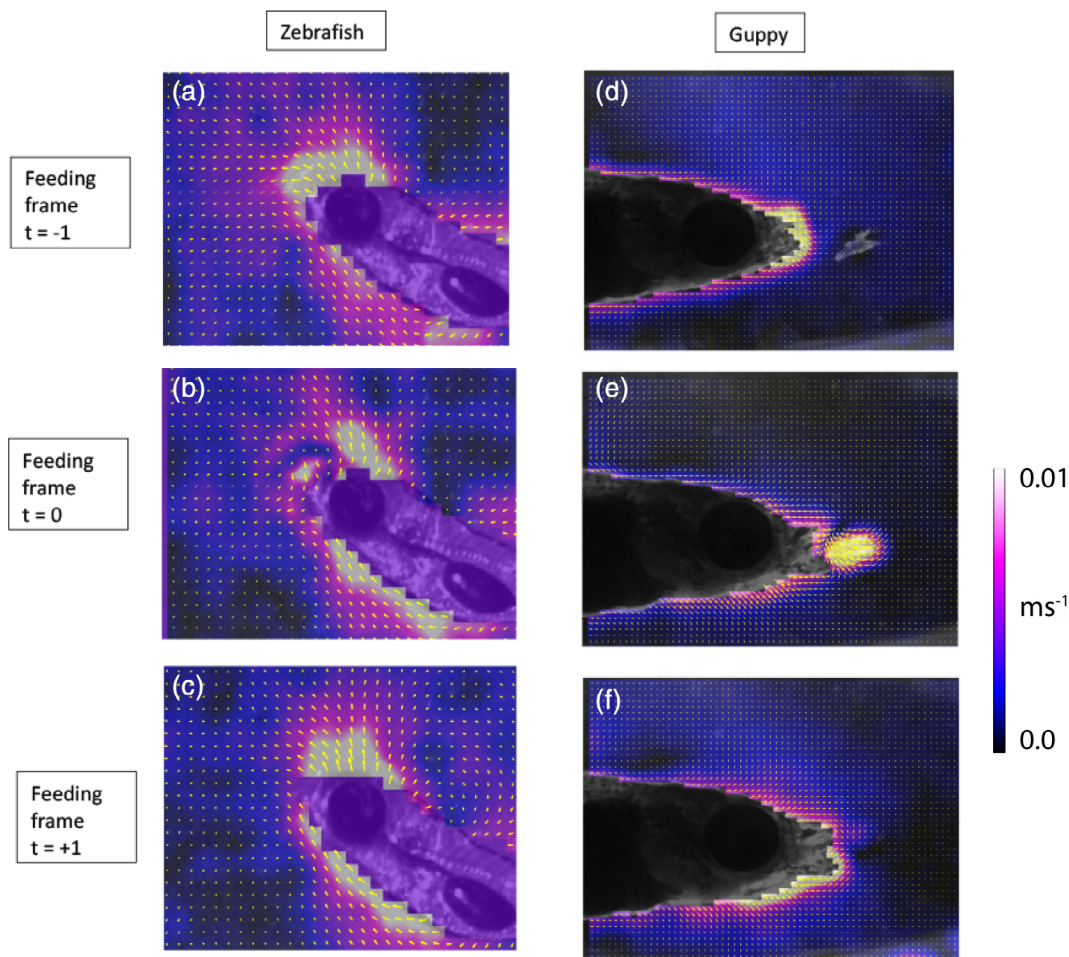 Zebrafish
Guppy
(a)
(d)
Feeding
frame
t = -1
(b)
(e)
Feeding
frame
t = 0
0.01
ms-1
0.0
(c)
(f)
Feeding
frame
t = +1